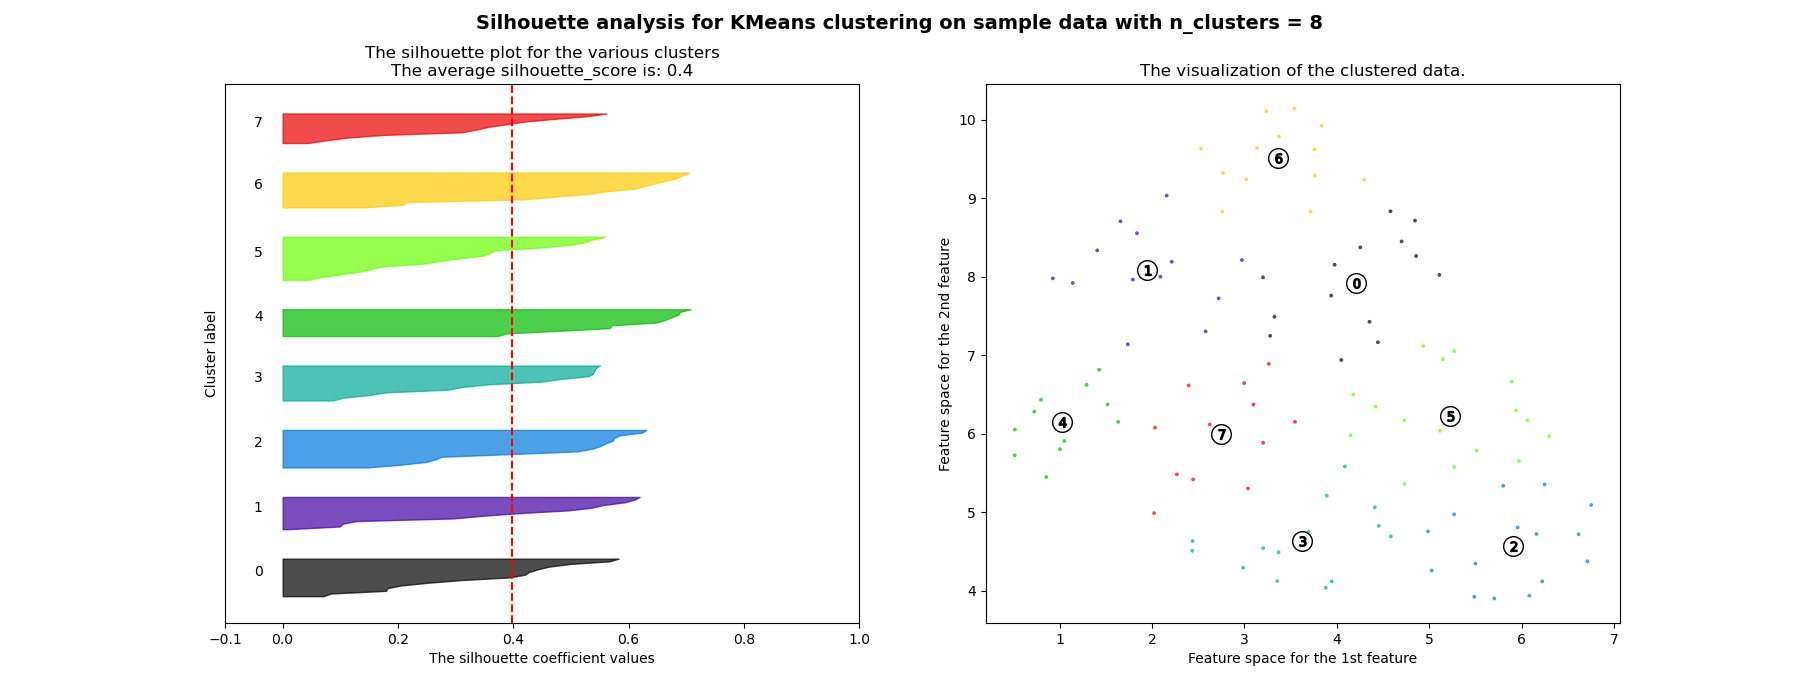 Silhouette analysis for KMeans clustering on sample data with n_clusters = 8
The silhouette plot for the various clusters
The average silhouette_score is: 0.4
7
6
5
4
3
2
1
0
Cluster label
−0.1 0.0 0.2 0.4 0.6 0.8 1.0
The silhouette coefficient values
The visualization of the clustered data.
10
9
8
7
6
5
4
Feature space for the 2nd feature
6
1
0
5
4
7
3
2
1 2 3 4 5 6 7
Feature space for the 1st feature